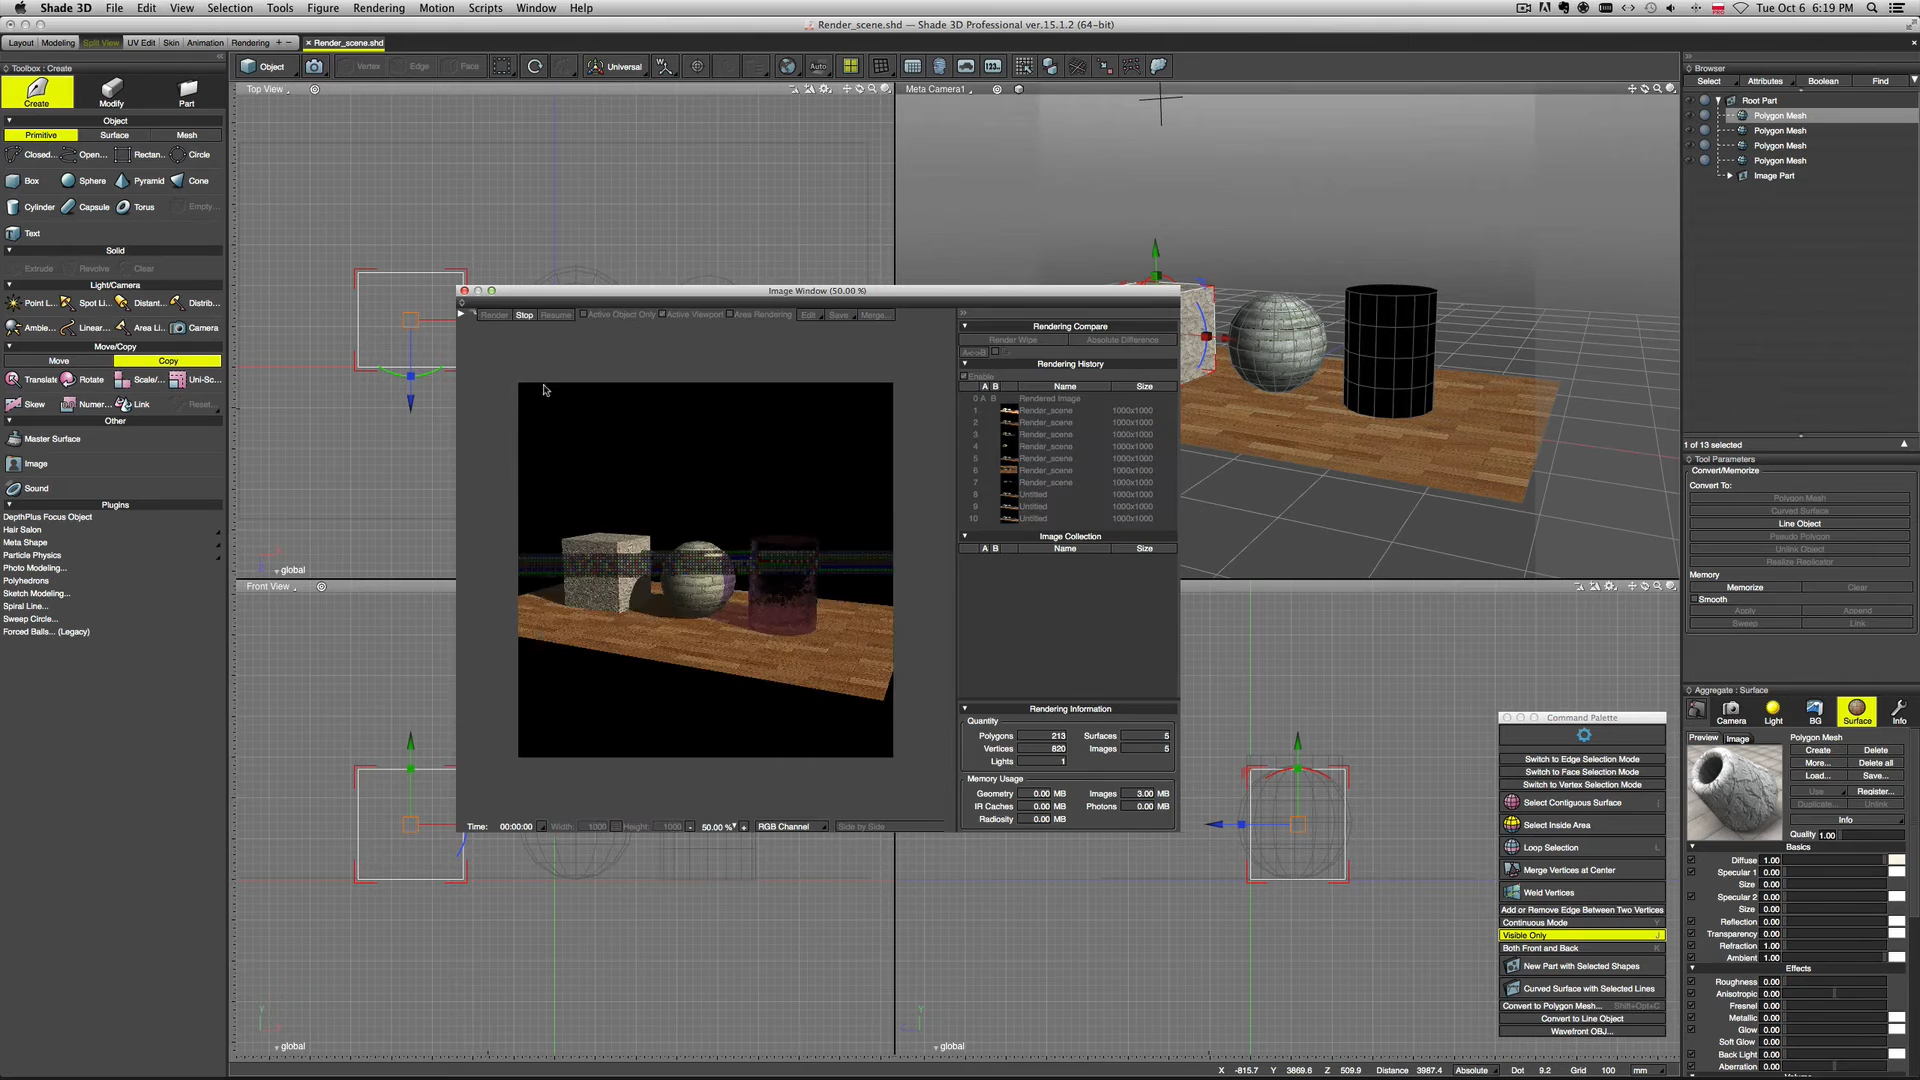 Shade 3D File Edit View Selection Tools Figure Rendering Motion Scripts Window Help
Tue Oct 6 6:19 PM
Render_scene.shd — Shade 3D Professional ver.15.1.2 (64-bit)
Layout Modeling Split View UV Edit Skin Animation Rendering + −
× Render_scene.shd
Toolbox : Create
Create Modify Part
Object
Primitive Surface Mesh
Closed... Open... Rectan... Circle
Box Sphere Pyramid Cone
Cylinder Capsule Torus Empty...
Text
Solid
Extrude Revolve Clear
Light/Camera
Point L... Spot Li... Distant... Distrib...
Ambie... Linear... Area Li... Camera
Move/Copy
Move Copy
Translate Rotate Scale/... Uni-Sc...
Skew Numer... Link Reset...
Other
Master Surface
Image
Sound
Plugins
DepthPlus Focus Object
Hair Salon
Meta Shape
Particle Physics
Photo Modeling...
Polyhedrons
Sketch Modeling...
Spiral Line...
Sweep Circle...
Forced Balls... (Legacy)
Object Vertex Edge Face Universal Auto 123...
Top View
Meta Camera1
global
Front View
global
global
Image Window (50.00 %)
Render Stop Resume Active Object Only Active Viewport Area Rendering Edit Save Merge...
Rendering Compare
Render Wipe Absolute Difference
A<->B
Rendering History
Enable
A B Name Size
0 A B Rendered Image
1 Render_scene 1000x1000
2 Render_scene 1000x1000
3 Render_scene 1000x1000
4 Render_scene 1000x1000
5 Render_scene 1000x1000
6 Render_scene 1000x1000
7 Render_scene 1000x1000
8 Untitled 1000x1000
9 Untitled 1000x1000
10 Untitled 1000x1000
Image Collection
A B Name Size
Rendering Information
Quantity
Polygons 213 Surfaces 5
Vertices 820 Images 5
Lights 1
Memory Usage
Geometry 0.00 MB Images 3.00 MB
IR Caches 0.00 MB Photons 0.00 MB
Radiosity 0.00 MB
Time: 00:00:00 Width: 1000 Height: 1000 - 50.00 % + RGB Channel Side by Side
Command Palette
Switch to Edge Selection Mode
Switch to Face Selection Mode
Switch to Vertex Selection Mode
Select Contiguous Surface
Select Inside Area
Loop Selection L
Merge Vertices at Center
Weld Vertices
Add or Remove Edge Between Two Vertices
Continuous Mode Y
Visible Only J
Both Front and Back K
New Part with Selected Shapes
Curved Surface with Selected Lines
Convert to Polygon Mesh... Shift+Opt+C
Convert to Line Object
Wavefront OBJ...
Browser
Select Attributes Boolean Find
Root Part
Polygon Mesh
Polygon Mesh
Polygon Mesh
Polygon Mesh
Image Part
1 of 13 selected
Tool Parameters
Convert/Memorize
Convert To:
Polygon Mesh
Curved Surface
Line Object
Pseudo Polygon
Unlink Object
Realize Replicator
Memory
Memorize Clear
Smooth
Apply Append
Sweep Link
Aggregate : Surface
Camera Light BG Surface Info
Preview Image Polygon Mesh
Create Delete
More... Delete all
Load... Save...
Use Register...
Duplicate... Unlink
Info
Quality 1.00
Basics
Diffuse 1.00
Specular 1 0.00
Size 0.00
Specular 2 0.00
Size 0.00
Reflection 0.00
Transparency 0.00
Refraction 1.00
Ambient 1.00
Effects
Roughness 0.00
Anisotropic 0.00
Fresnel 0.00
Metallic 0.00
Glow 0.00
Soft Glow 0.00
Back Light 0.00
Aberration 0.00
X -815.7 Y 3869.6 Z 509.9 Distance 3987.4 Absolute Dot 9.2 Grid 100 mm